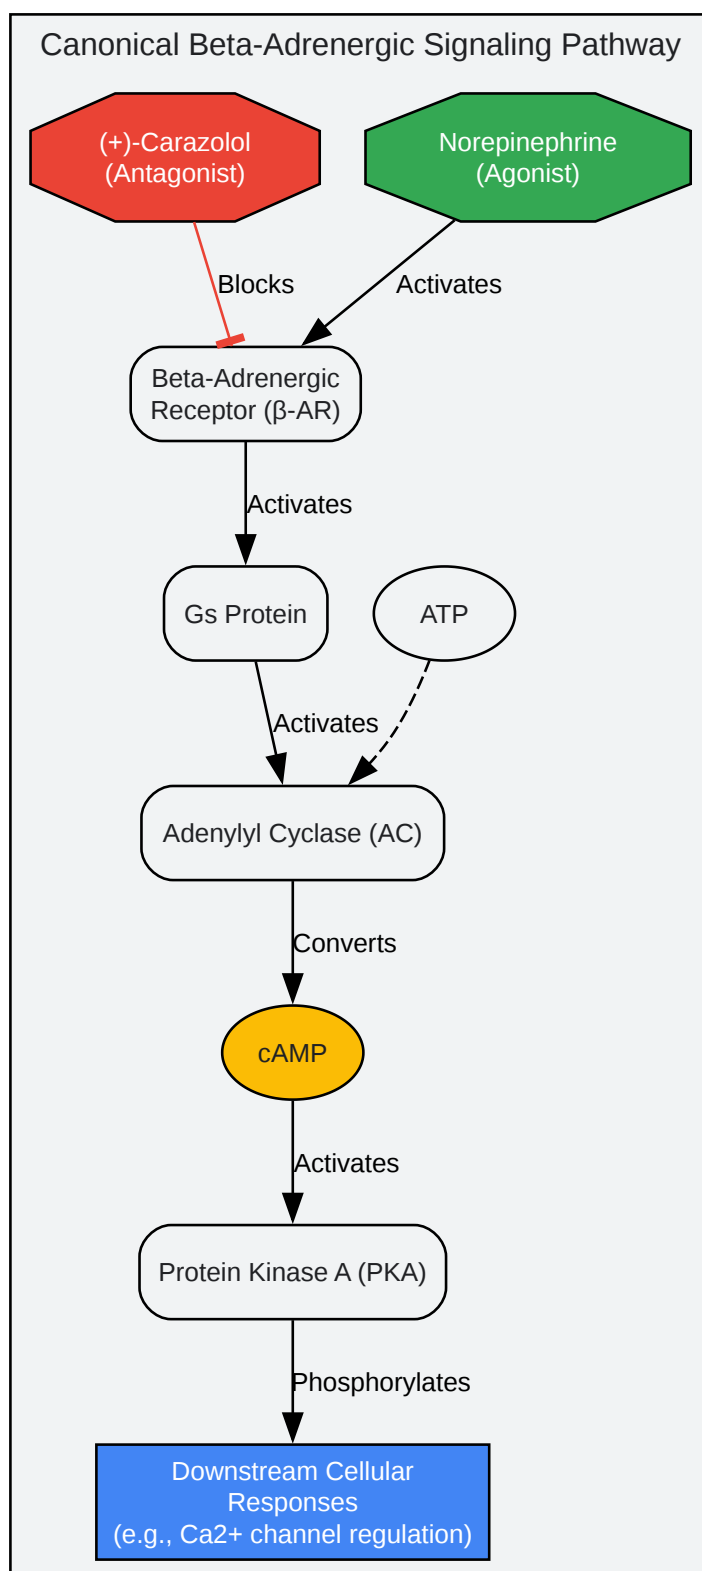 Canonical Beta-Adrenergic Signaling Pathway
(+)-Carazolol
(Antagonist)
Norepinephrine
(Agonist)
Blocks
Activates
Beta-Adrenergic
Receptor (β-AR)
Activates
Gs Protein
ATP
Activates
Adenylyl Cyclase (AC)
Converts
cAMP
Activates
Protein Kinase A (PKA)
Phosphorylates
Downstream Cellular
Responses
(e.g., Ca2+ channel regulation)